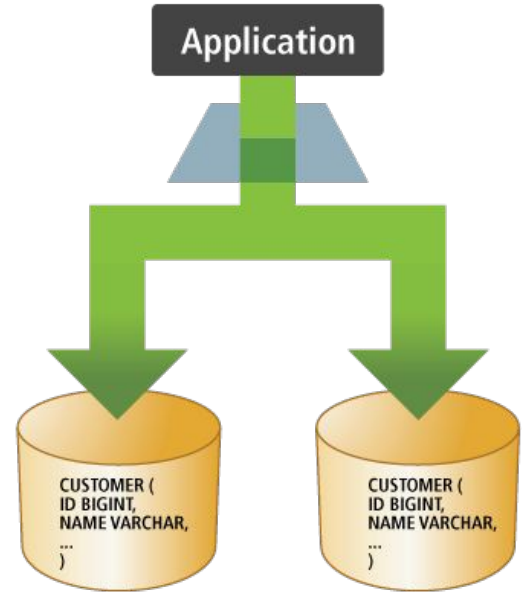 Application
CUSTOMER (
ID BIGINT,
NAME VARCHAR,
...
)
CUSTOMER (
ID BIGINT,
NAME VARCHAR,
...
)